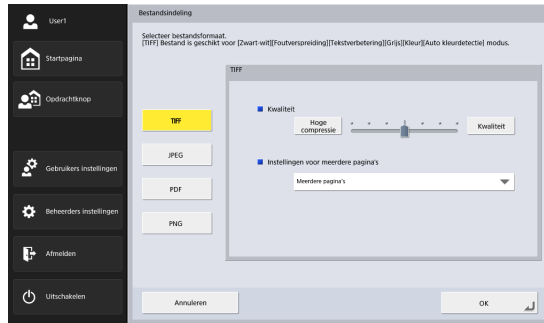 User1
Startpagina
Opdrachtknop
Gebruikers instellingen
Beheerders instellingen
Afmelden
Uitschakelen
Bestandsindeling
Selecteer bestandsformaat.
[TIFF] Bestand is geschikt voor [Zwart-wit][Foutverspreiding][Tekstverbetering][Grijs][Kleur][Auto kleurdetectie] modus.
TIFF
JPEG
PDF
PNG
TIFF
Kwaliteit
Hoge
compressie
Kwaliteit
Instellingen voor meerdere pagina's
Meerdere pagina's
Annuleren
OK